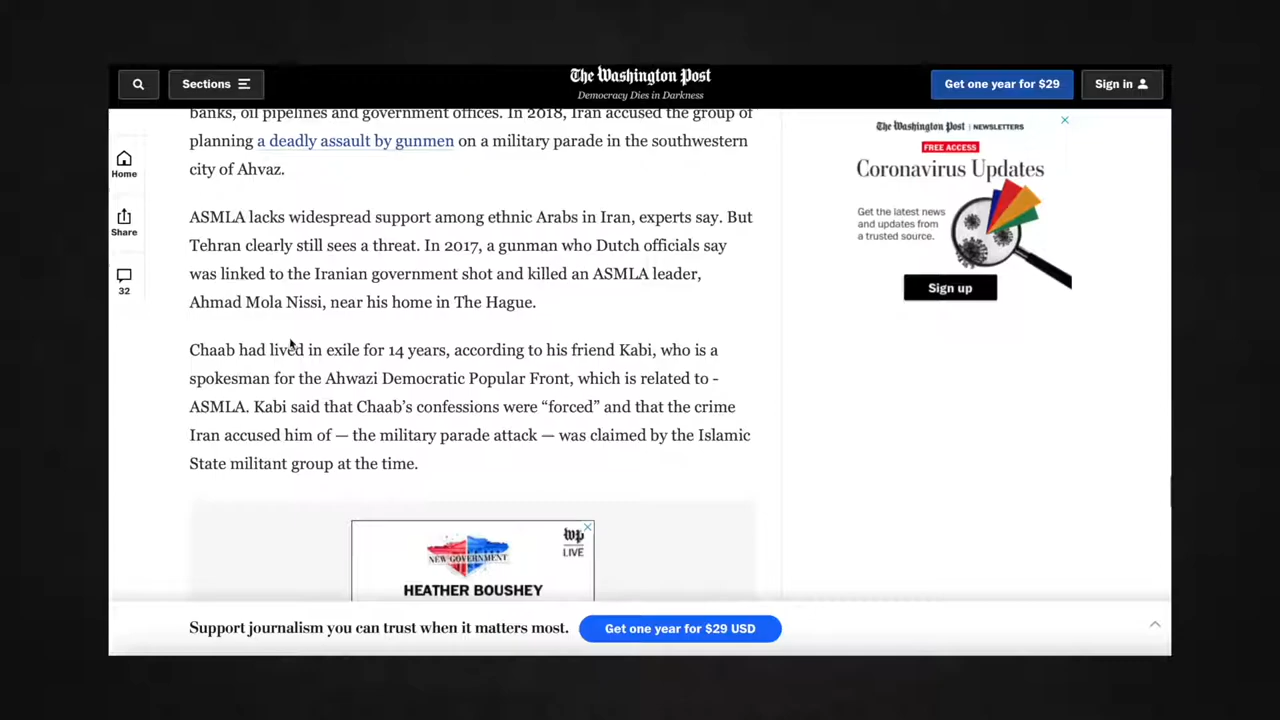 Sections
The Washington Post
Democracy Dies in Darkness
Get one year for $29
Sign in
Home
Share
32
banks, oil pipelines and government offices. In 2018, Iran accused the group of
planning a deadly assault by gunmen on a military parade in the southwestern
city of Ahvaz.
ASMLA lacks widespread support among ethnic Arabs in Iran, experts say. But
Tehran clearly still sees a threat. In 2017, a gunman who Dutch officials say
was linked to the Iranian government shot and killed an ASMLA leader,
Ahmad Mola Nissi, near his home in The Hague.
Chaab had lived in exile for 14 years, according to his friend Kabi, who is a
spokesman for the Ahwazi Democratic Popular Front, which is related to -
ASMLA. Kabi said that Chaab’s confessions were “forced” and that the crime
Iran accused him of — the military parade attack — was claimed by the Islamic
State militant group at the time.
The Washington Post | NEWSLETTERS
FREE ACCESS
Coronavirus Updates
Get the latest news
and updates from
a trusted source.
Sign up
wp
LIVE
NEW GOVERNMENT
HEATHER BOUSHEY
Support journalism you can trust when it matters most.
Get one year for $29 USD